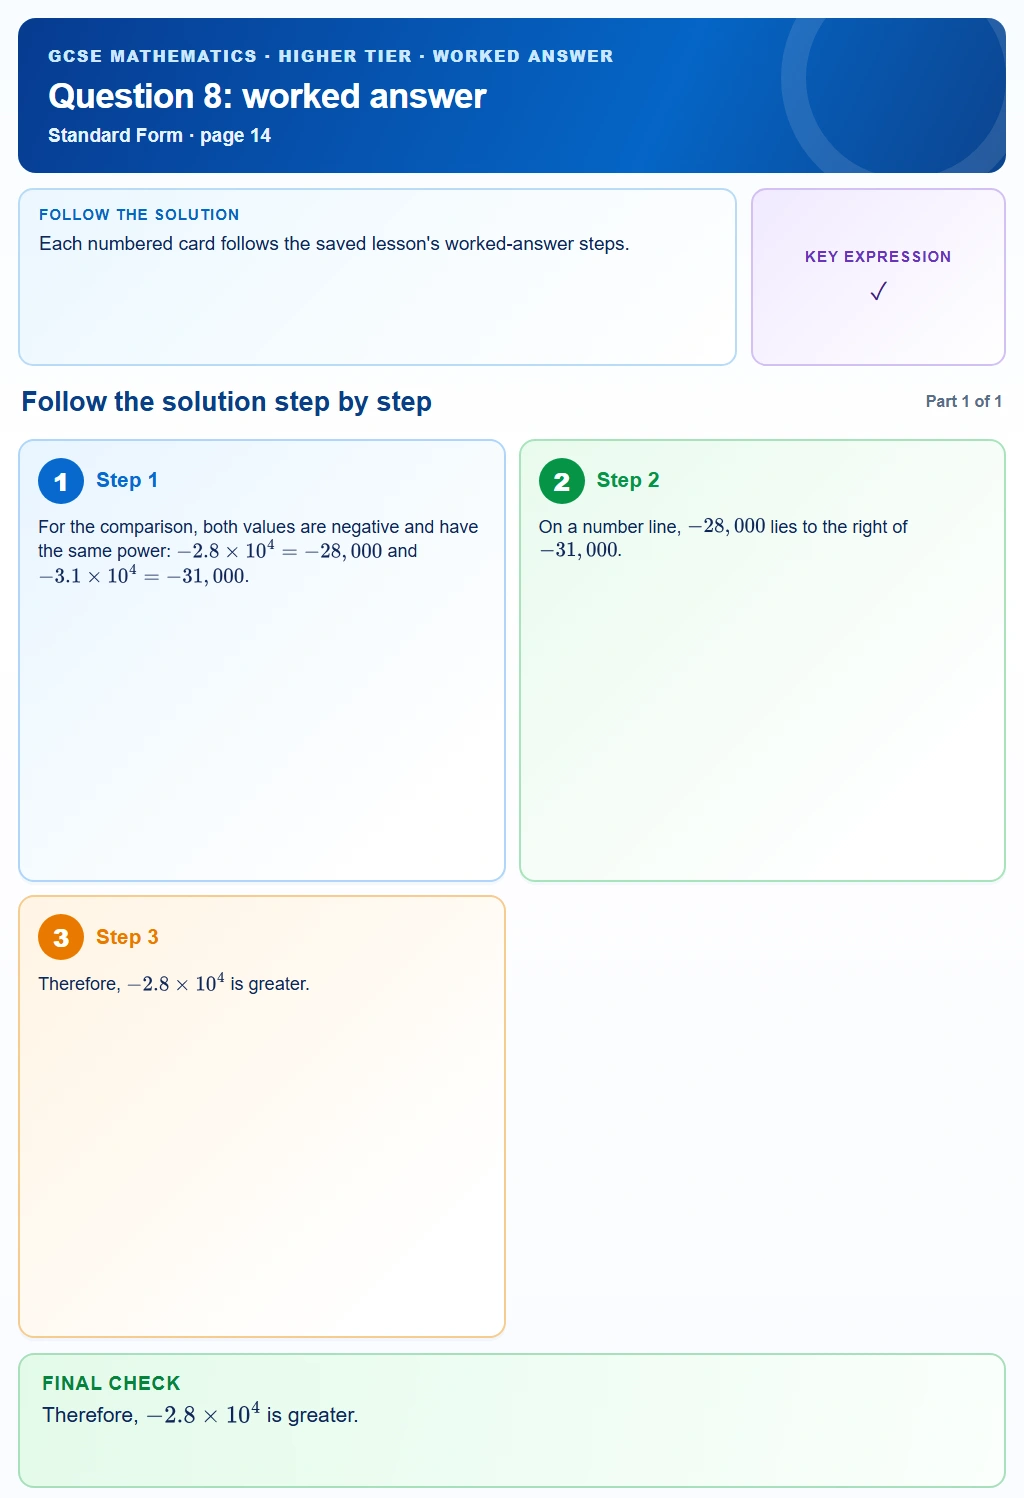 GCSE MATHEMATICS · HIGHER TIER · WORKED ANSWER
Question 8: worked answer
Standard Form · page 14
FOLLOW THE SOLUTION
Each numbered card follows the saved lesson's worked-answer steps.
KEY EXPRESSION
✓
Follow the solution step by step
Part 1 of 1
1 Step 1
For the comparison, both values are negative and have
the same power: −2.8 × 10⁴ = −28,000 and
−3.1 × 10⁴ = −31,000.
2 Step 2
On a number line, −28,000 lies to the right of
−31,000.
3 Step 3
Therefore, −2.8 × 10⁴ is greater.
FINAL CHECK
Therefore, −2.8 × 10⁴ is greater.